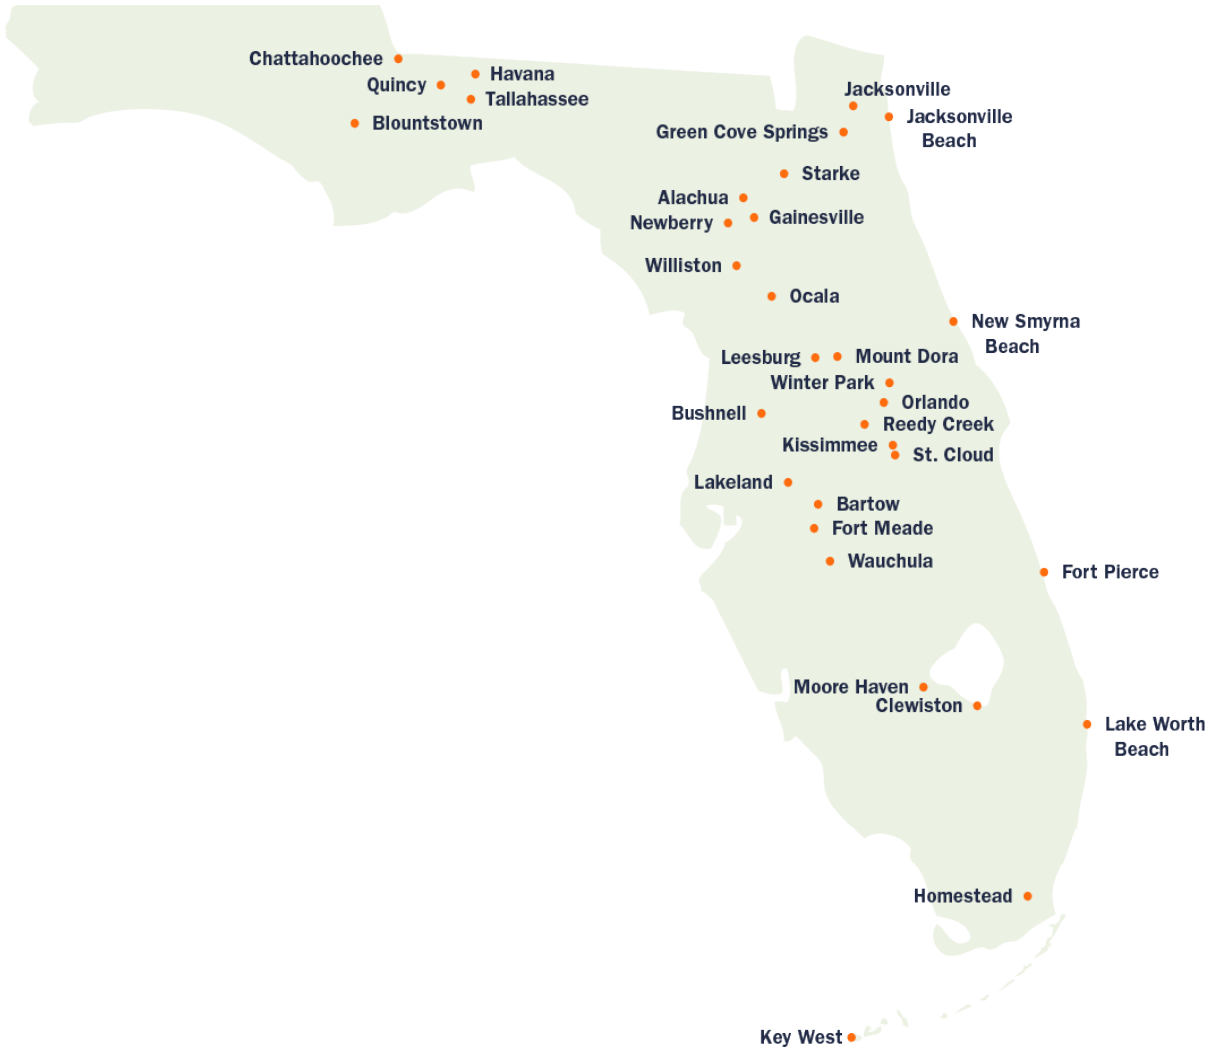 Chattahoochee
Havana
Quincy
Tallahassee
Jacksonville
Jacksonville
Beach
Blountstown
Green Cove Springs
Starke
Alachua
Gainesville
Newberry
Williston
Ocala
New Smyrna
Beach
Leesburg
Mount Dora
Winter Park
Orlando
Bushnell
Reedy Creek
Kissimmee
St. Cloud
Lakeland
Bartow
Fort Meade
Wauchula
Fort Pierce
Moore Haven
Clewiston
Lake Worth
Beach
Homestead
Key West